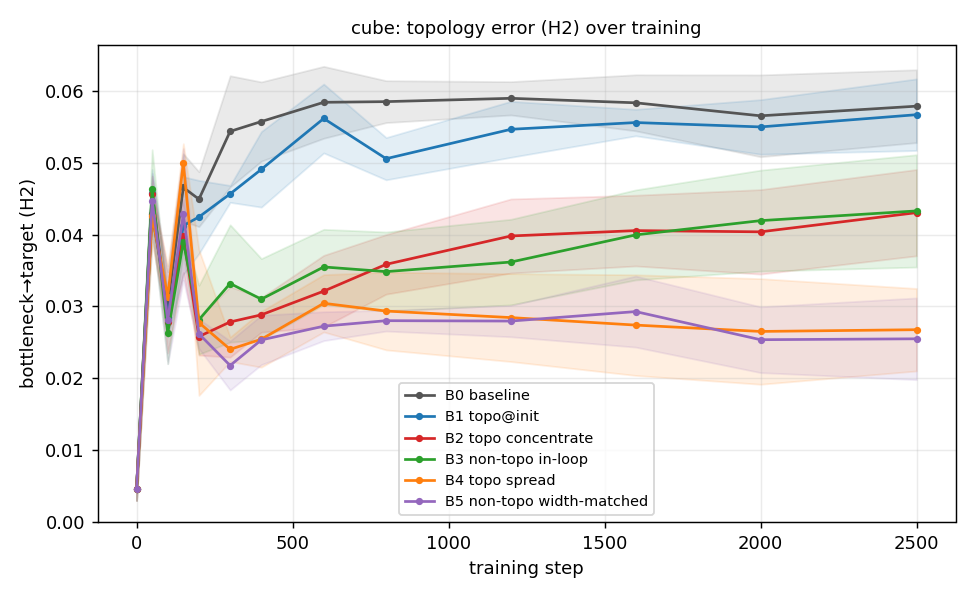 cube: topology error (H2) over training
bottleneck→target (H2)
0.06
0.05
0.04
0.03
0.02
0.01
0.00
B0 baseline
B1 topo@init
B2 topo concentrate
B3 non-topo in-loop
B4 topo spread
B5 non-topo width-matched
0 500 1000 1500 2000 2500
training step